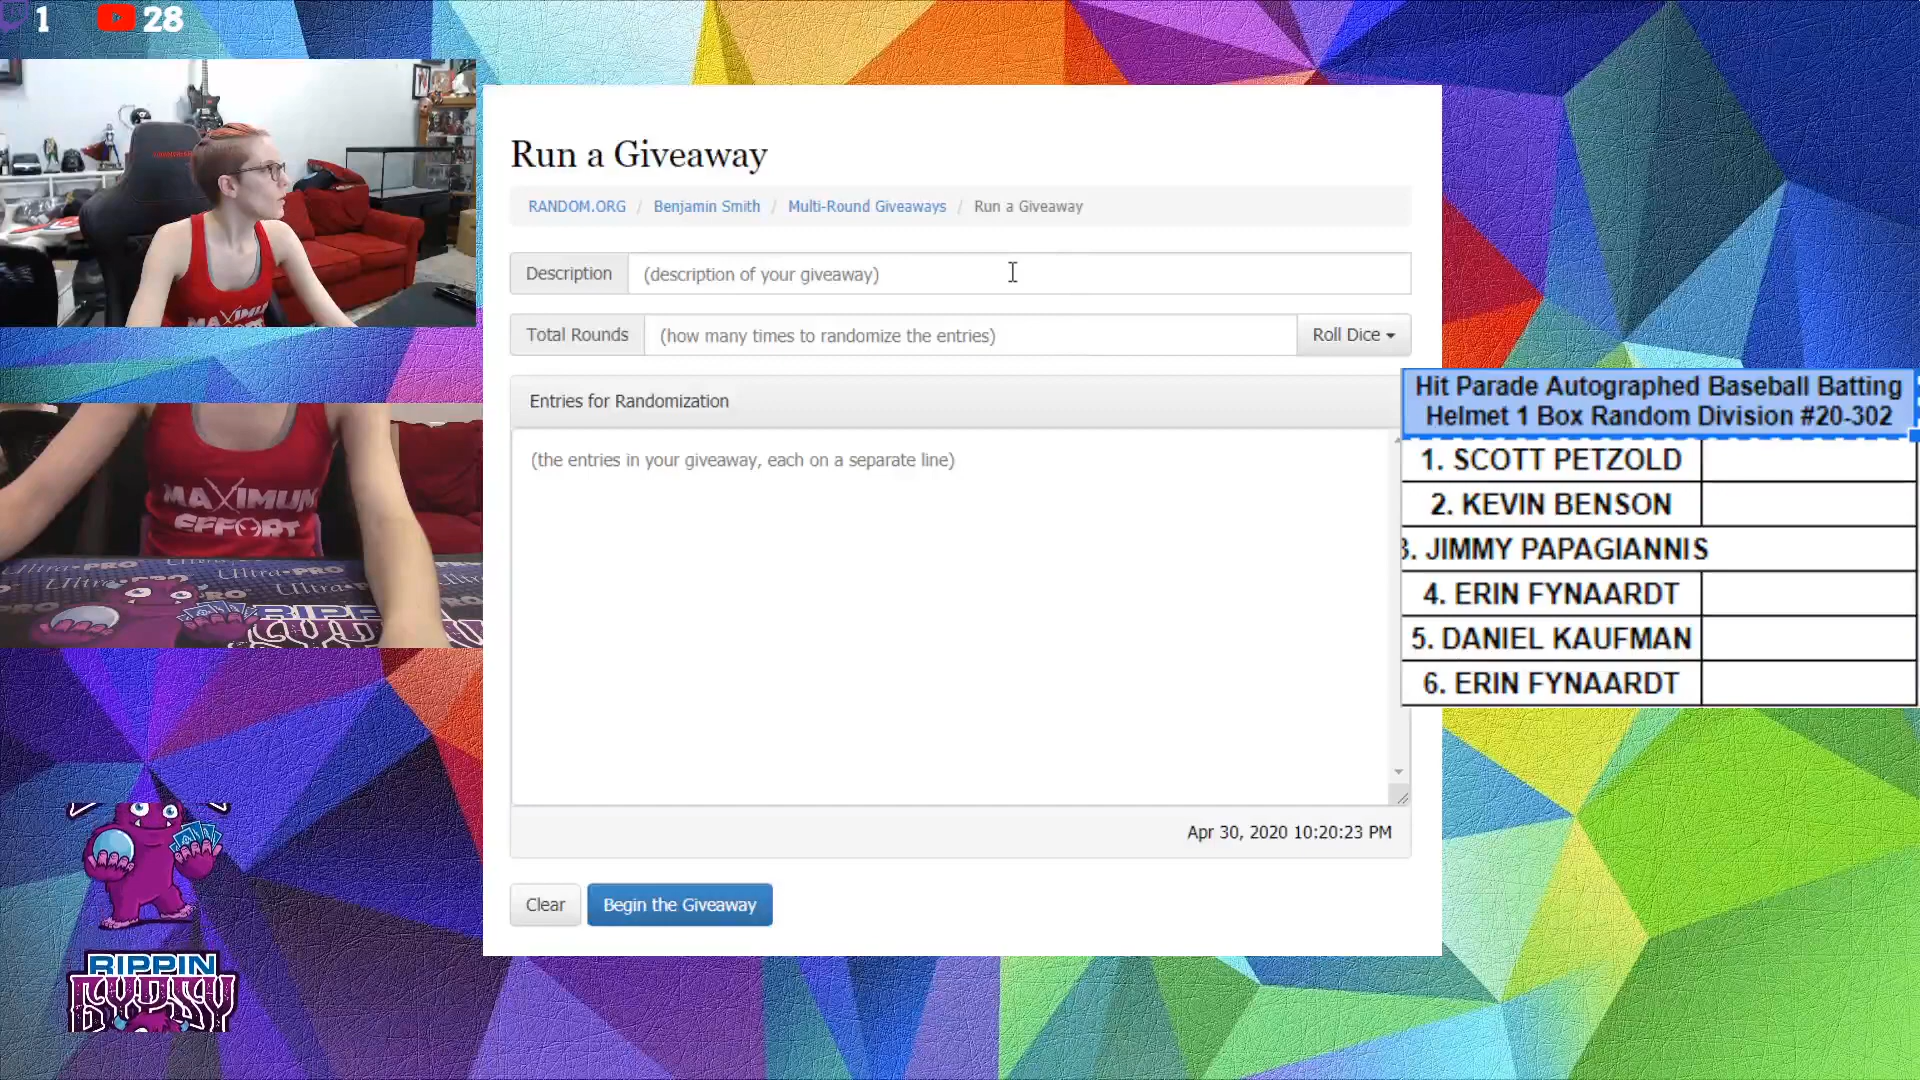 1 28
MAXIMUM
EFFORT
Ultra PRO
RIPPIN
GYPSY
Run a Giveaway
RANDOM.ORG / Benjamin Smith / Multi-Round Giveaways / Run a Giveaway
Description (description of your giveaway)
Total Rounds (how many times to randomize the entries) Roll Dice
Entries for Randomization
(the entries in your giveaway, each on a separate line)
Apr 30, 2020 10:20:23 PM
Clear Begin the Giveaway
Hit Parade Autographed Baseball Batting
Helmet 1 Box Random Division #20-302
1. SCOTT PETZOLD
2. KEVIN BENSON
3. JIMMY PAPAGIANNIS
4. ERIN FYNAARDT
5. DANIEL KAUFMAN
6. ERIN FYNAARDT